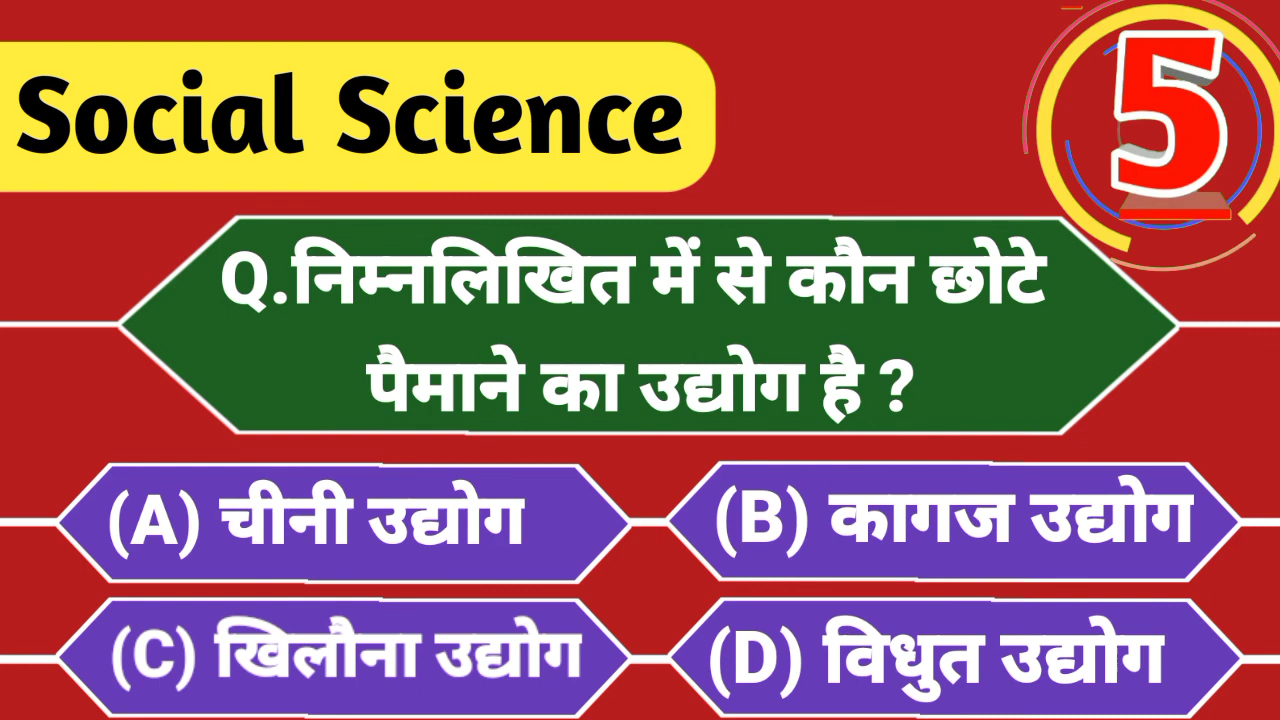 Social Science
5
Q.निम्नलिखित में से कौन छोटे
पैमाने का उद्योग है ?
(A) चीनी उद्योग
(B) कागज उद्योग
(C) खिलौना उद्योग
(D) विधुत उद्योग